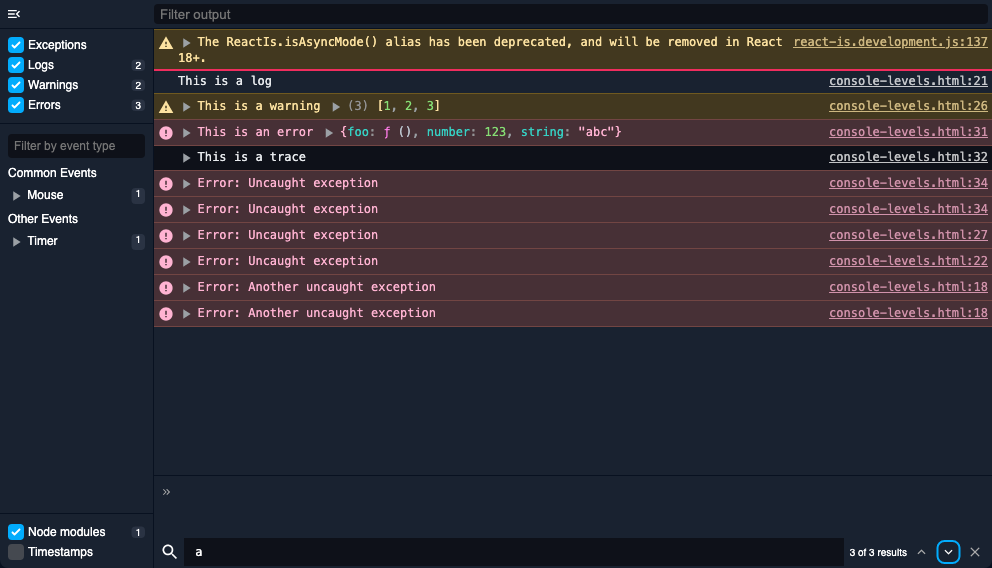 Filter output
Exceptions
Logs 2
Warnings 2
Errors 3
Filter by event type
Common Events
Mouse 1
Other Events
Timer 1
Node modules 1
Timestamps
The ReactIs.isAsyncMode() alias has been deprecated, and will be removed in React react-is.development.js:137
18+.
This is a log console-levels.html:21
This is a warning (3) [1, 2, 3] console-levels.html:26
This is an error {foo: ƒ (), number: 123, string: "abc"} console-levels.html:31
This is a trace console-levels.html:32
Error: Uncaught exception console-levels.html:34
Error: Uncaught exception console-levels.html:34
Error: Uncaught exception console-levels.html:27
Error: Uncaught exception console-levels.html:22
Error: Another uncaught exception console-levels.html:18
Error: Another uncaught exception console-levels.html:18
»
a 3 of 3 results